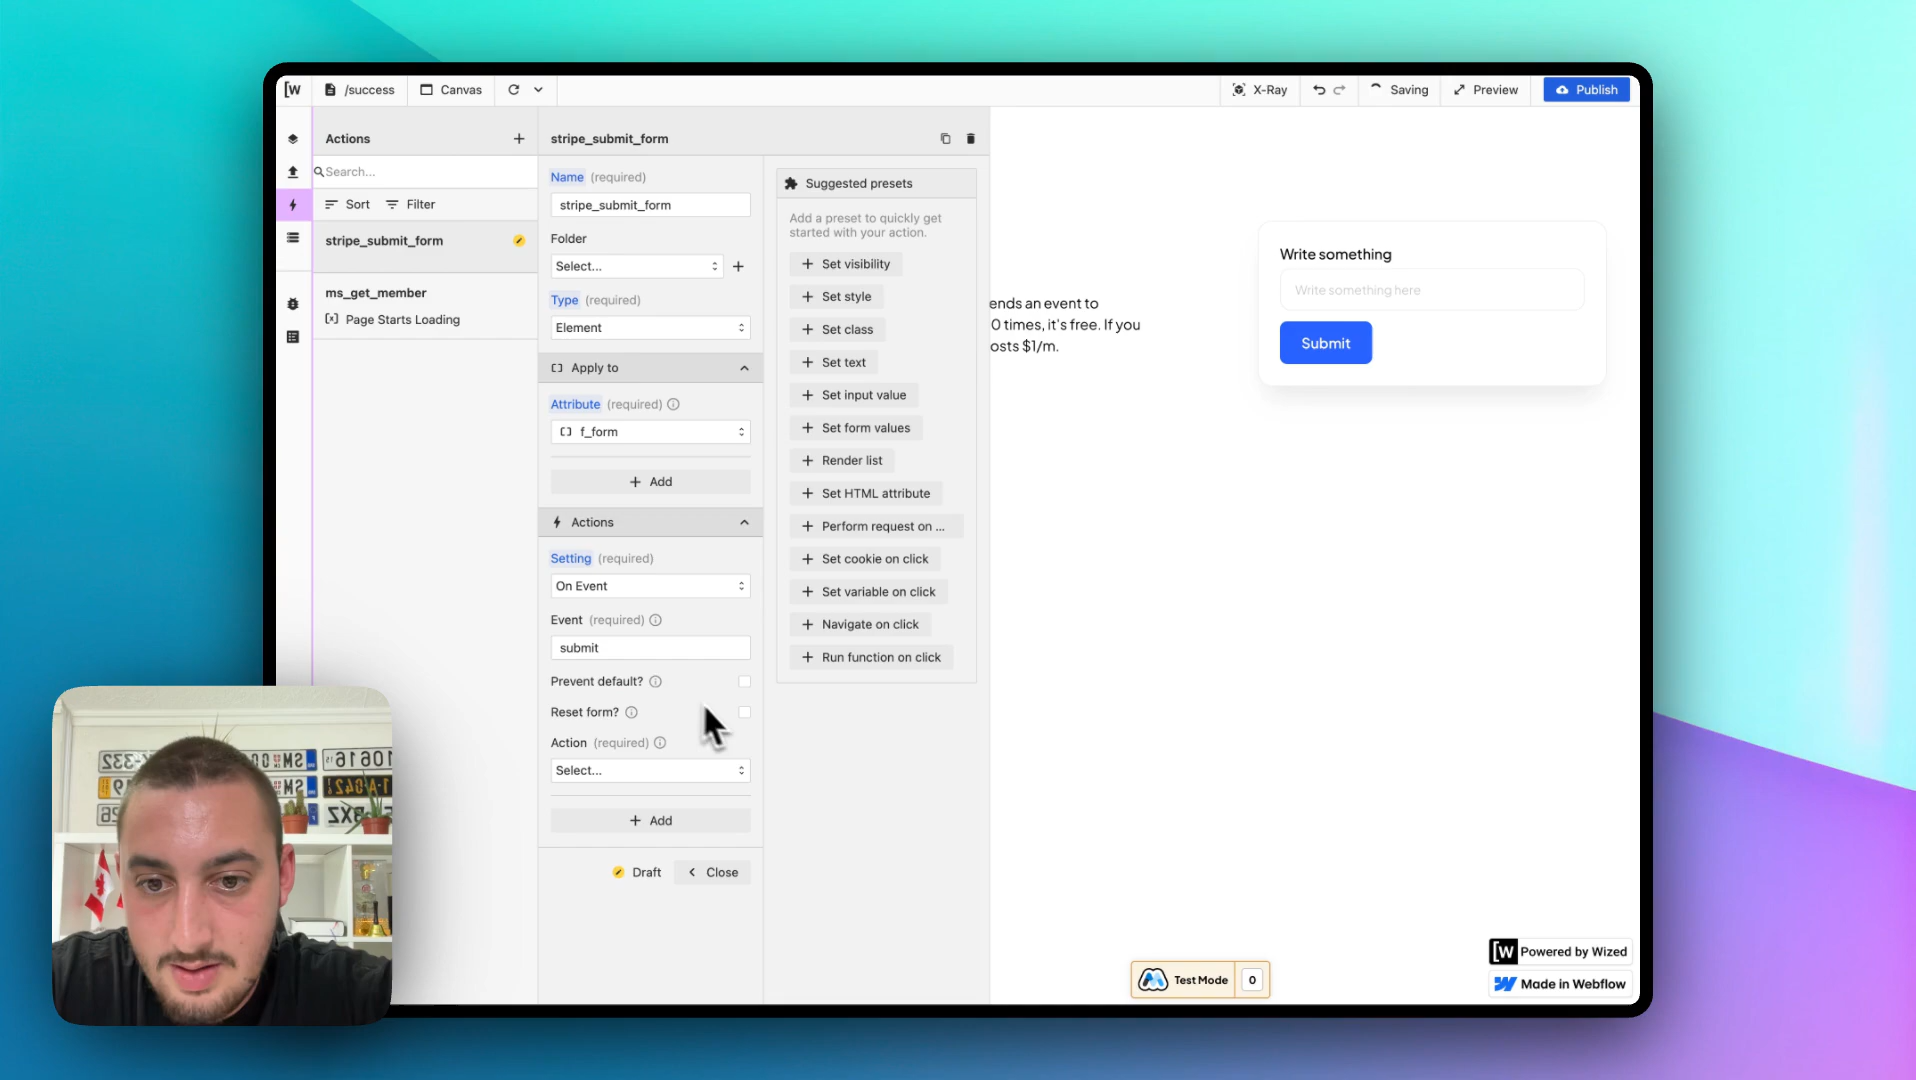 [W
/success
Canvas
X-Ray
Saving
Preview
Publish
Actions
stripe_submit_form
Search...
Sort
Filter
stripe_submit_form
ms_get_member
Page Starts Loading
Name (required)
stripe_submit_form
Folder
Select...
Type (required)
Element
Apply to
Attribute (required)
f_form
Add
Actions
Setting (required)
On Event
Event (required)
submit
Prevent default?
Reset form?
Action (required)
Select...
Add
Draft
Close
Suggested presets
Add a preset to quickly get
started with your action.
Set visibility
Set style
Set class
Set text
Set input value
Set form values
Render list
Set HTML attribute
Perform request on ...
Set cookie on click
Set variable on click
Navigate on click
Run function on click
ends an event to
0 times, it's free. If you
osts $1/m.
Write something
Write something here
Submit
Test Mode
0
[W Powered by Wized
Made in Webflow